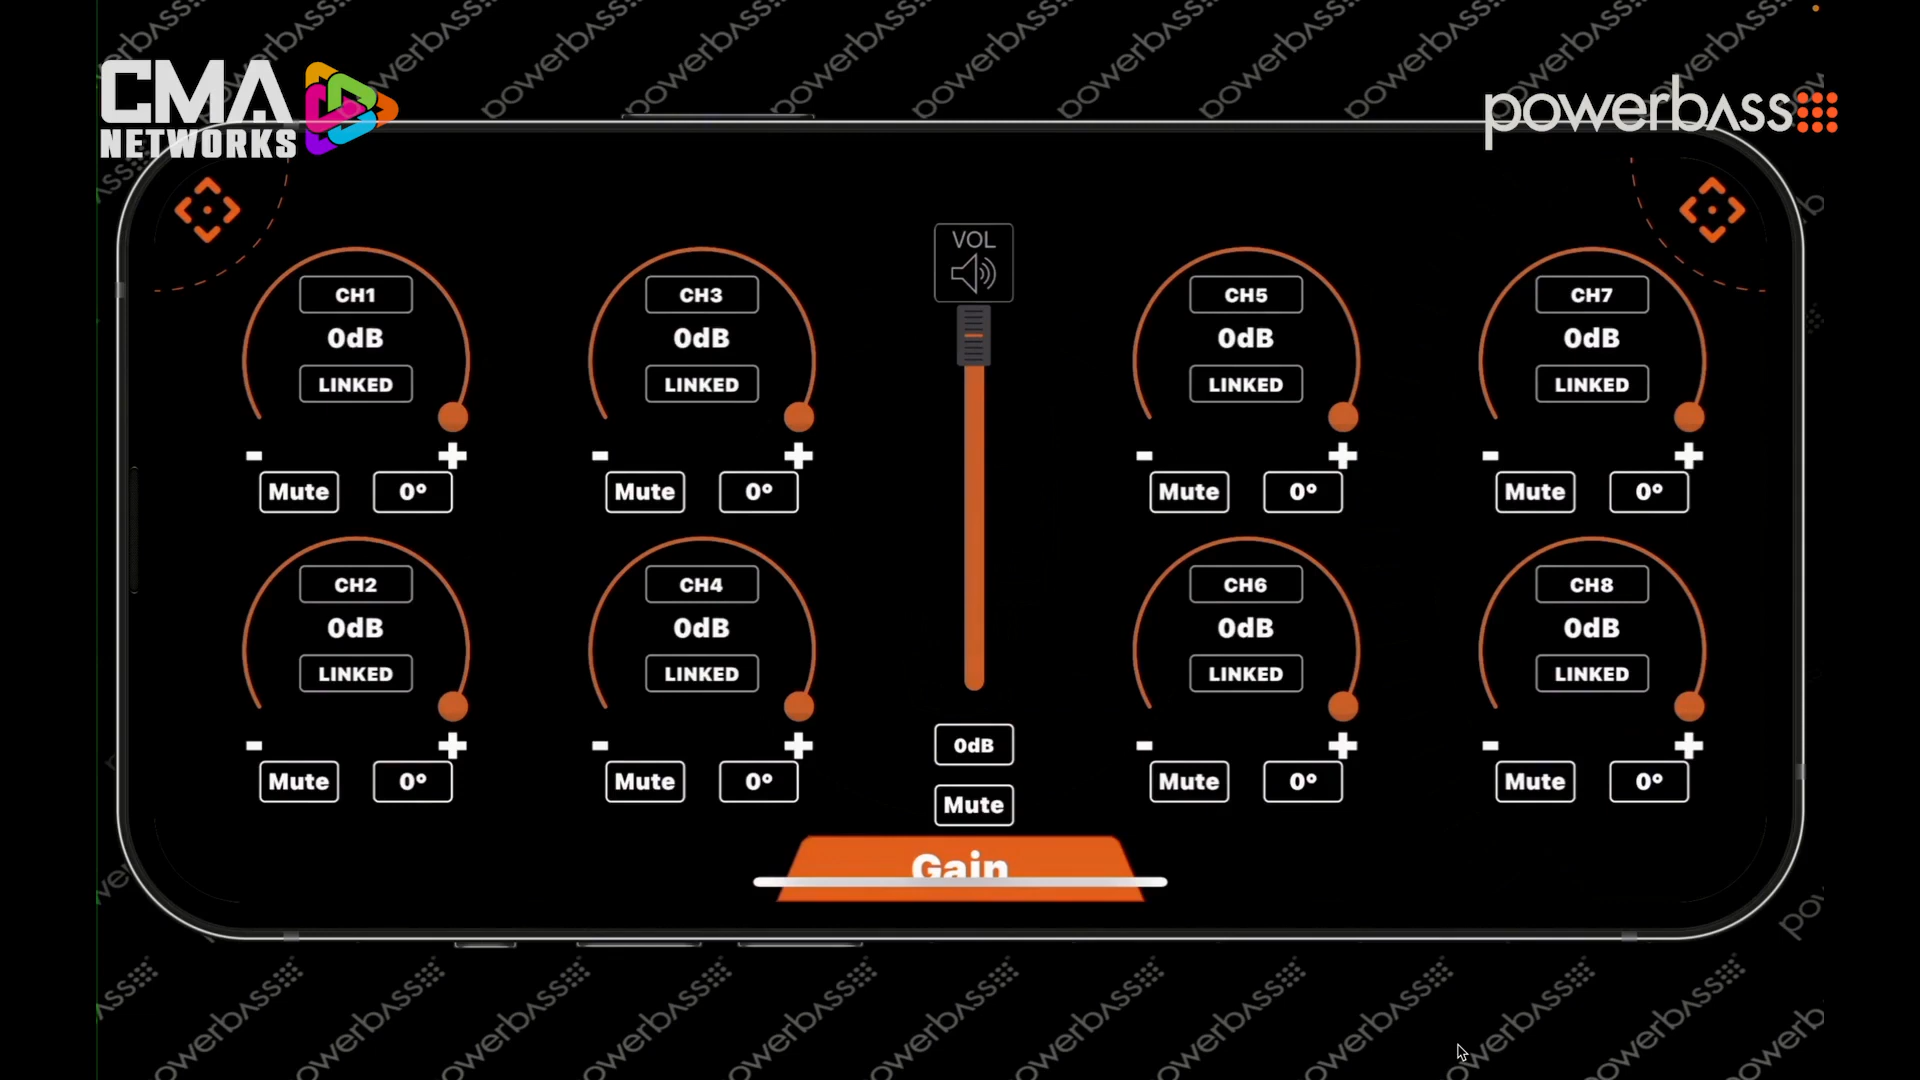 CMA
NETWORKS
powerbass
VOL
CH1
0dB
LINKED
-
+
Mute
0°
CH3
0dB
LINKED
-
+
Mute
0°
CH5
0dB
LINKED
-
+
Mute
0°
CH7
0dB
LINKED
-
+
Mute
0°
CH2
0dB
LINKED
-
+
Mute
0°
CH4
0dB
LINKED
-
+
Mute
0°
CH6
0dB
LINKED
-
+
Mute
0°
CH8
0dB
LINKED
-
+
Mute
0°
0dB
Mute
Gain